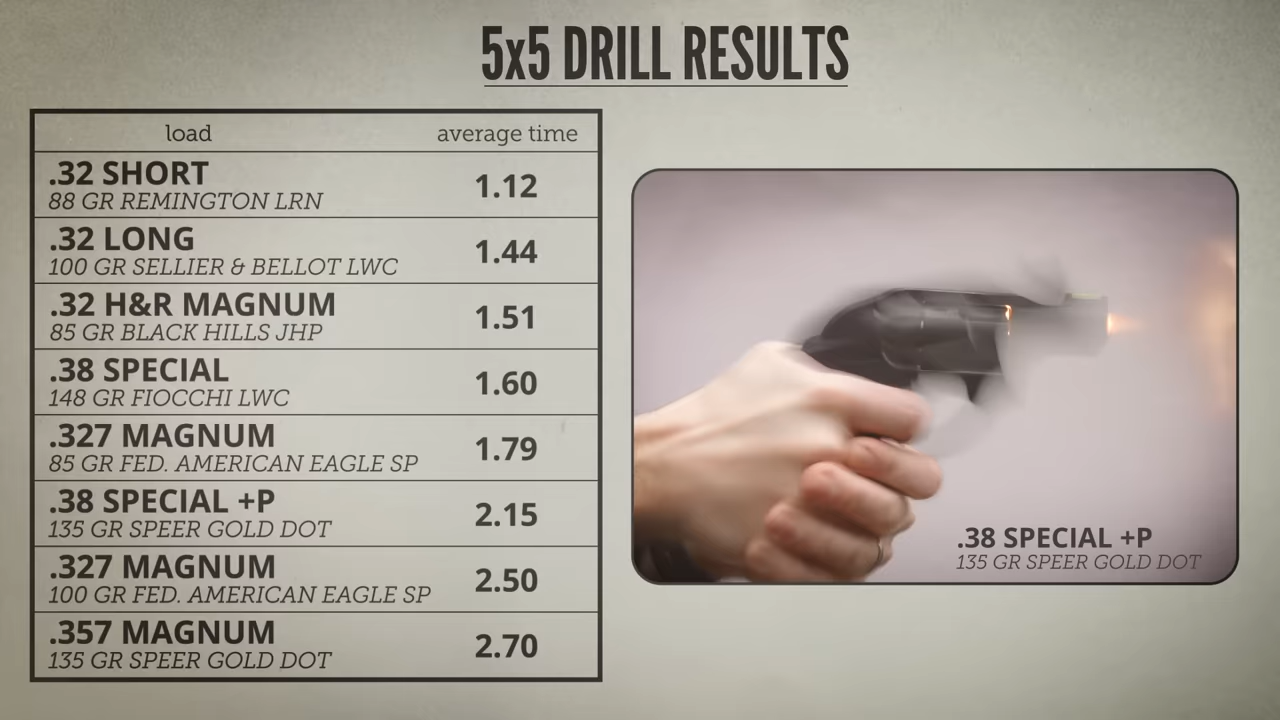 5x5 DRILL RESULTS
load average time
.32 SHORT
88 GR REMINGTON LRN
1.12
.32 LONG
100 GR SELLIER & BELLOT LWC
1.44
.32 H&R MAGNUM
85 GR BLACK HILLS JHP
1.51
.38 SPECIAL
148 GR FIOCCHI LWC
1.60
.327 MAGNUM
85 GR FED. AMERICAN EAGLE SP
1.79
.38 SPECIAL +P
135 GR SPEER GOLD DOT
2.15
.327 MAGNUM
100 GR FED. AMERICAN EAGLE SP
2.50
.357 MAGNUM
135 GR SPEER GOLD DOT
2.70
.38 SPECIAL +P
135 GR SPEER GOLD DOT